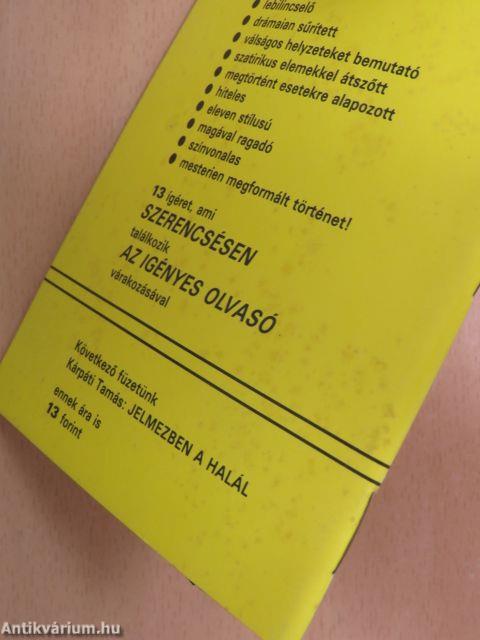 ● lebilincselő
● drámaian sűrített
● válságos helyzeteket bemutató
● szatirikus elemekkel átszőtt
● megtörtént esetekre alapozott
● hiteles
● eleven stílusú
● magával ragadó
● színvonalas
● mesterien megformált történet!
13 ígéret, ami
SZERENCSÉSEN
találkozik
AZ IGÉNYES OLVASÓ
várakozásával
Következő füzetünk
Kárpáti Tamás: JELMEZBEN A HALÁL
ennek ára is
13 forint
Antikvárium.hu